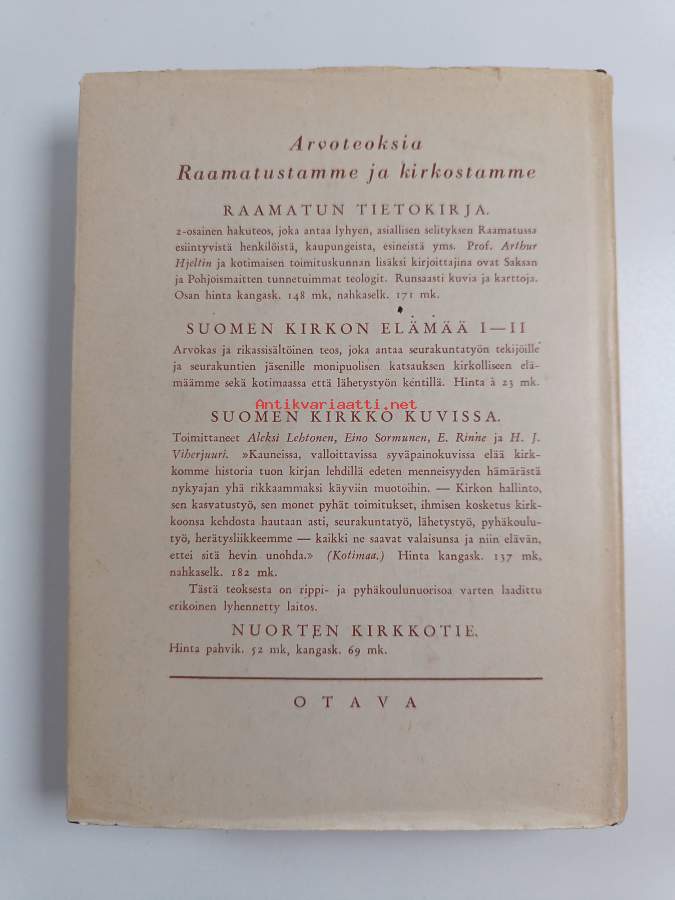 Arvoteoksia
Raamatustamme ja kirkostamme
RAAMATUN TIETOKIRJA.
2-osainen hakuteos, joka antaa lyhyen, asiallisen selityksen Raamatussa
esiintyvistä henkilöistä, kaupungeista, esineistä yms. Prof. Arthur
Hjeltin ja kotimaisen toimituskunnan lisäksi kirjoittajina ovat Saksan
ja Pohjoismaitten tunnetuimmat teologit. Runsaasti kuvia ja karttoja.
Osan hinta kangask. 148 mk, nahkaselk. 171 mk.
SUOMEN KIRKON ELÄMÄÄ I—II
Arvokas ja rikassisältöinen teos, joka antaa seurakuntatyön tekijöille
ja seurakuntien jäsenille monipuolisen katsauksen kirkolliseen elä-
määmme sekä kotimaassa että lähetystyön kentillä. Hinta à 23 mk.
Antikvariaatti.net
SUOMEN KIRKKO KUVISSA.
Toimittaneet Aleksi Lehtonen, Eino Sormunen, E. Rinne ja H. J.
Viherjuuri. »Kauneissa, valloittavissa syväpainokuvissa elää kirk-
komme historia tuon kirjan lehdillä edeten menneisyyden hämärästä
nykyajan yhä rikkaammaksi käyviin muotoihin. — Kirkon hallinto,
sen kasvatustyö, sen monet pyhät toimitukset, ihmisen kosketus kirk-
koonsa kehdosta hautaan asti, seurakuntatyö, lähetystyö, pyhäkoulu-
työ, herätysliikkeemme — kaikki ne saavat valaisunsa ja niin elävän,
ettei sitä hevin unohda.» (Kotimaa.) Hinta kangask. 137 mk,
nahkaselk. 182 mk.
Tästä teoksesta on rippi- ja pyhäkoulunuorisoa varten laadittu
erikoinen lyhennetty laitos.
NUORTEN KIRKKOTIE.
Hinta pahvik. 52 mk, kangask. 69 mk.
OTAVA